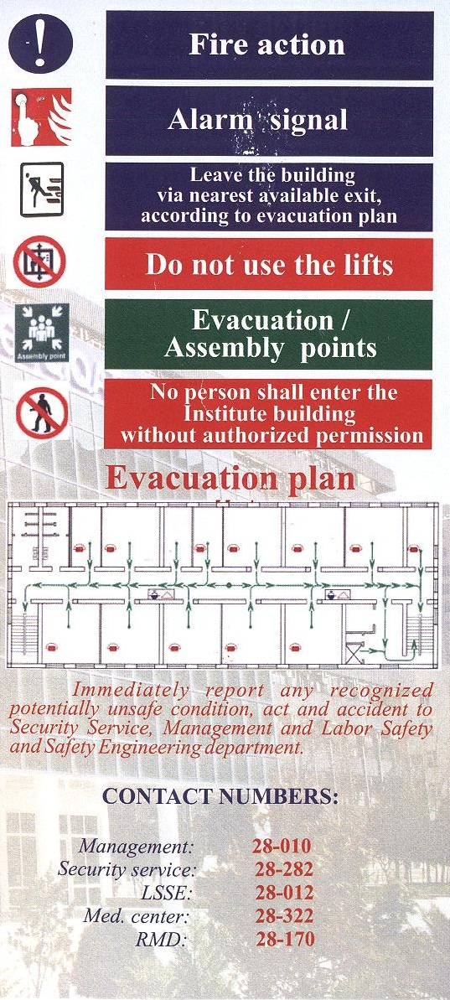 Fire action
Alarm signal
Leave the building
via nearest available exit,
according to evacuation plan
Do not use the lifts
Evacuation /
Assembly points
Assembly point
No person shall enter the
Institute building
without authorized permission
Evacuation plan
Immediately report any recognized
potentially unsafe condition, act and accident to
Security Service, Management and Labor Safety
and Safety Engineering department.
CONTACT NUMBERS:
Management: 28-010
Security service: 28-282
LSSE: 28-012
Med. center: 28-322
RMD: 28-170